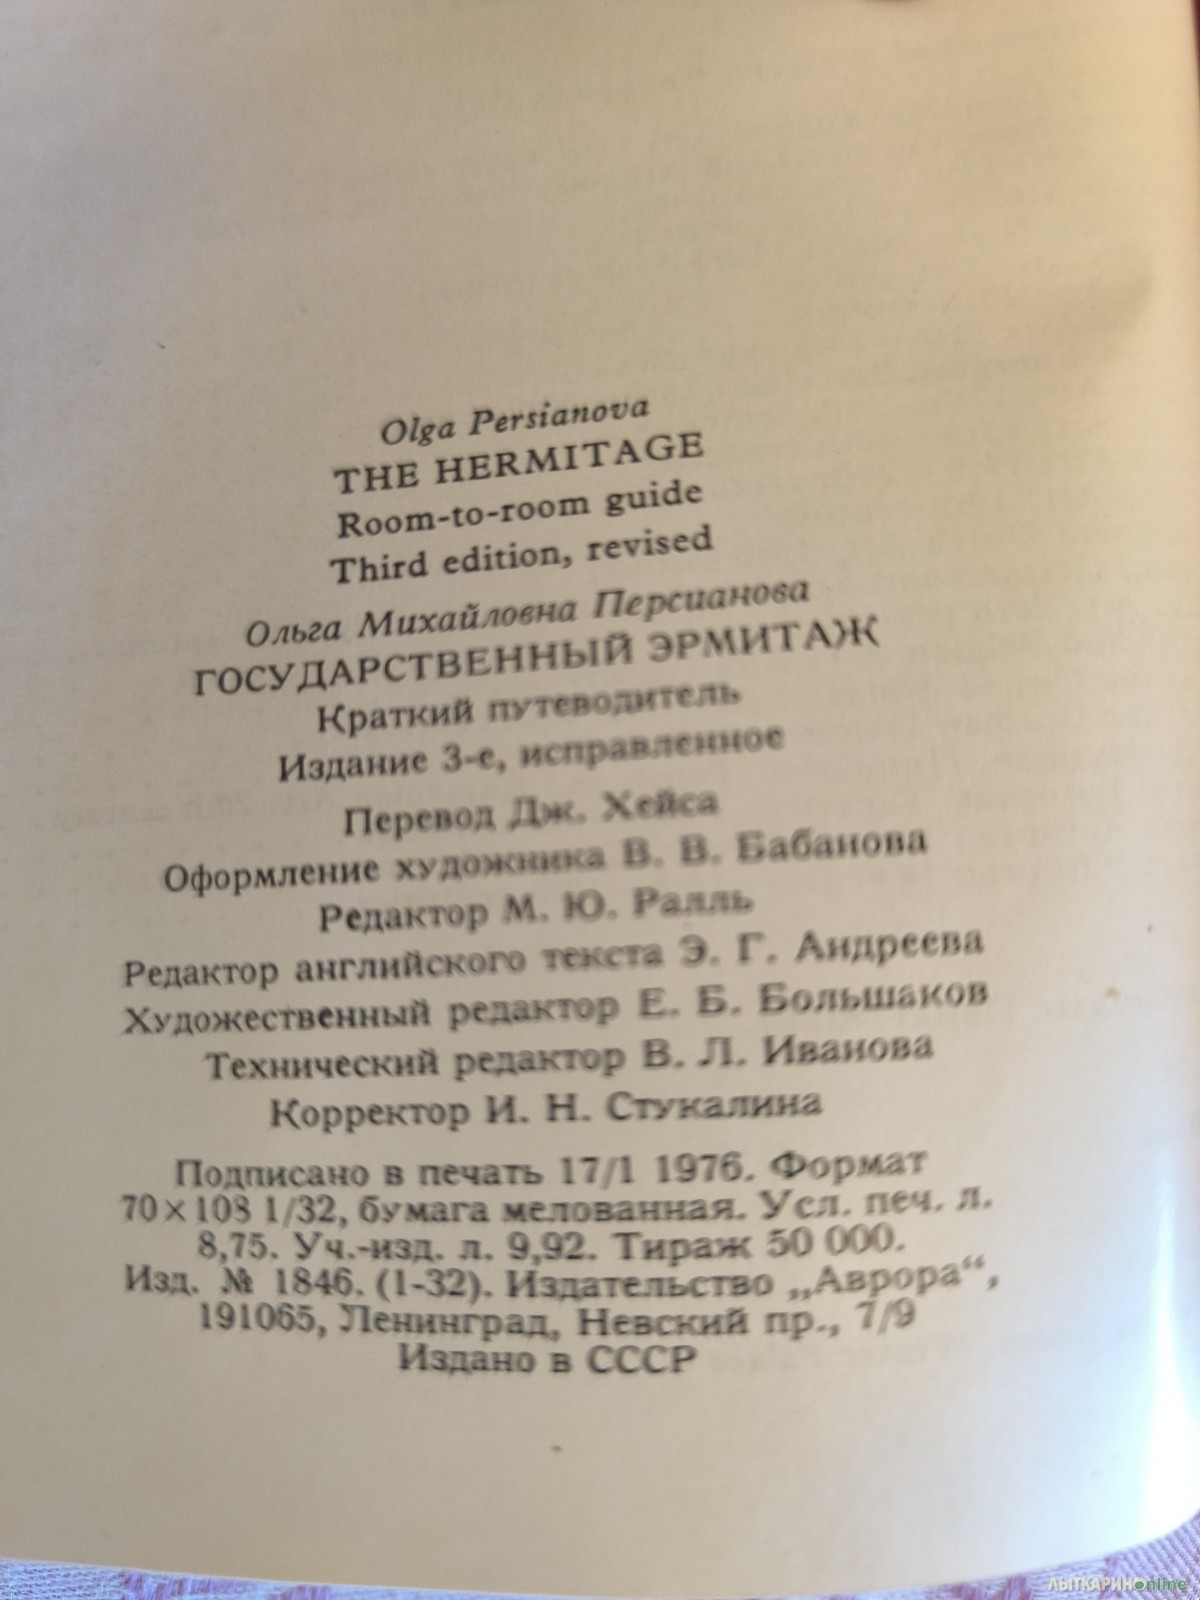 Olga Persianova
THE HERMITAGE
Room-to-room guide
Third edition, revised
Ольга Михайловна Персианова
ГОСУДАРСТВЕННЫЙ ЭРМИТАЖ
Краткий путеводитель
Издание 3-е, исправленное
Перевод Дж. Хейса
Оформление художника В. В. Бабанова
Редактор М. Ю. Ралль
Редактор английского текста Э. Г. Андреева
Художественный редактор Е. Б. Большаков
Технический редактор В. Л. Иванова
Корректор И. Н. Стукалина
Подписано в печать 17/1 1976. Формат
70×108 1/32, бумага мелованная. Усл. печ. л.
8,75. Уч.-изд. л. 9,92. Тираж 50 000.
Изд. № 1846. (1-32). Издательство „Аврора“,
191065, Ленинград, Невский пр., 7/9
Издано в СССР
ЛЫТКАРИНОonline